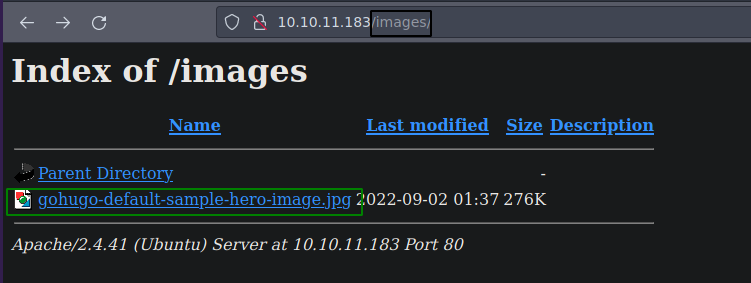 10.10.11.183/images/
Index of /images
Name Last modified Size Description
Parent Directory -
gohugo-default-sample-hero-image.jpg 2022-09-02 01:37 276K
Apache/2.4.41 (Ubuntu) Server at 10.10.11.183 Port 80